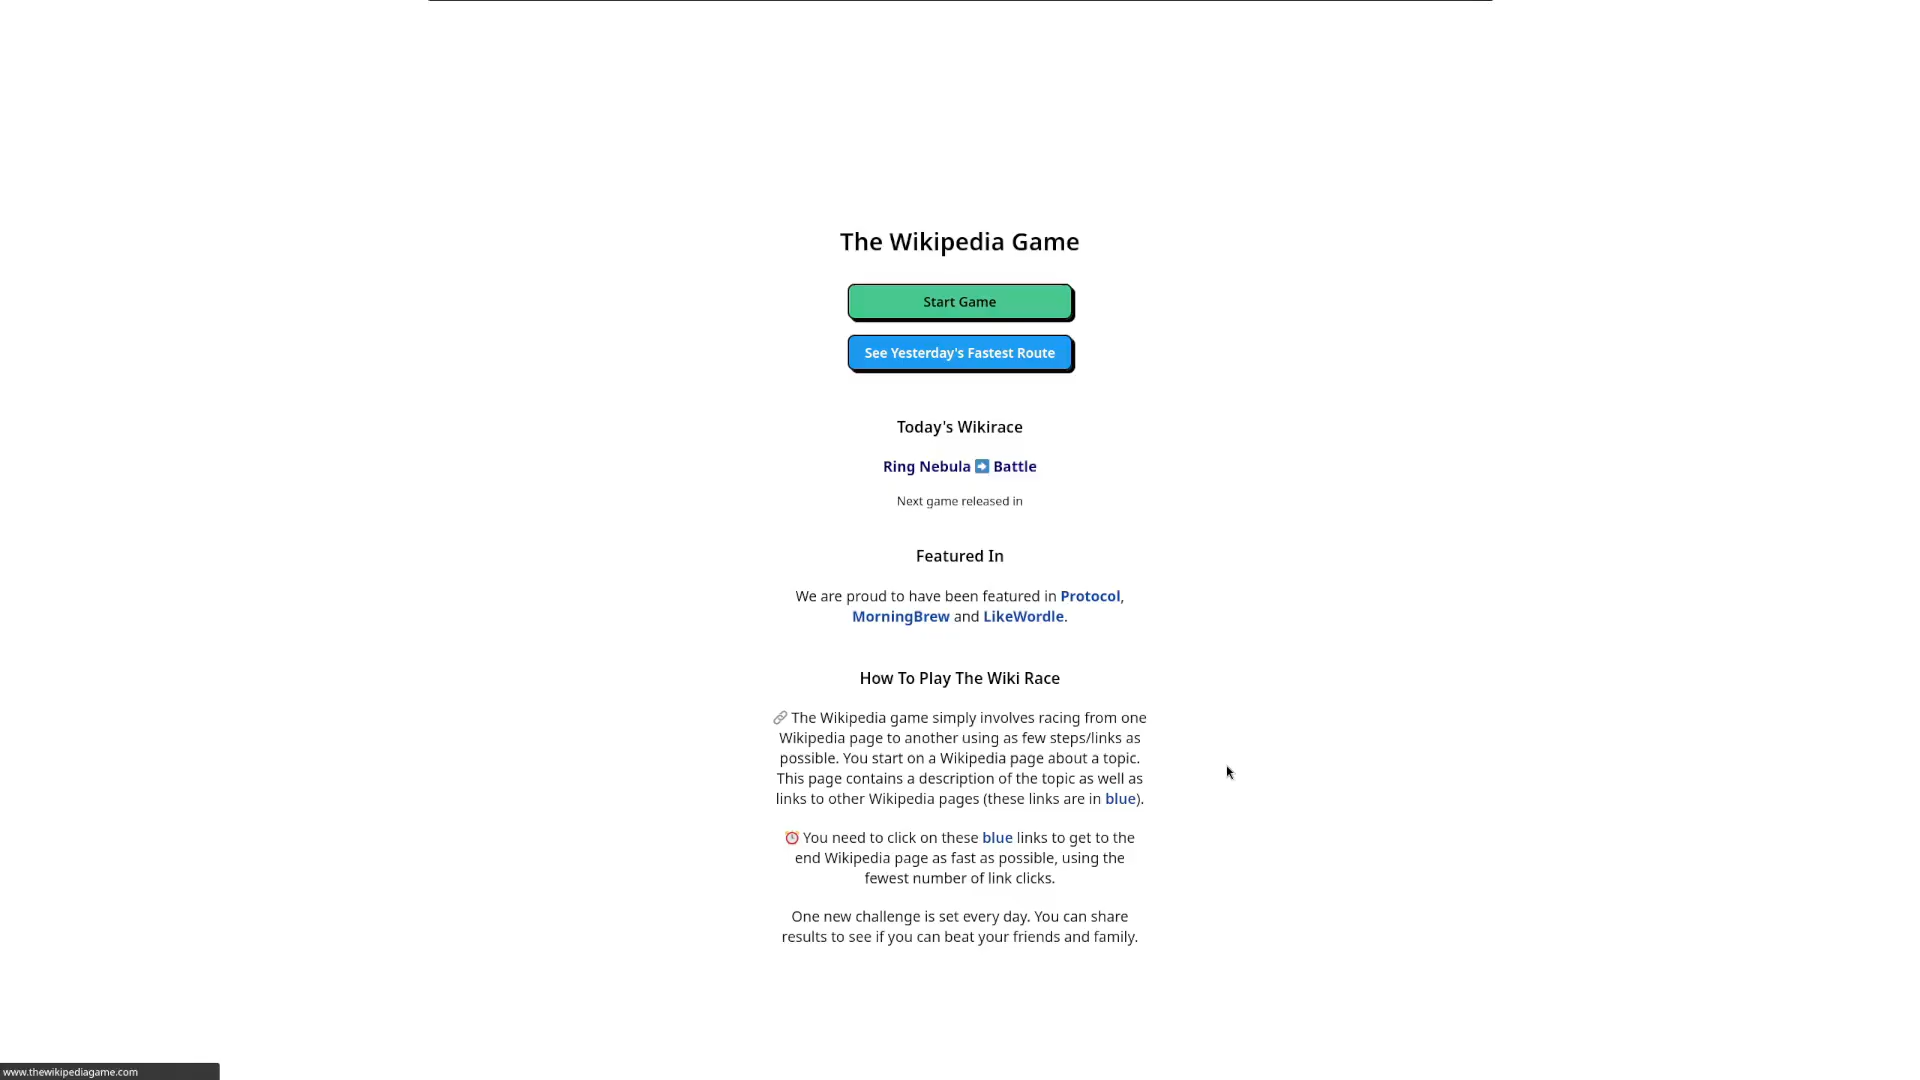 The Wikipedia Game
Start Game
See Yesterday's Fastest Route
Today's Wikirace
Ring Nebula ➡️ Battle
Next game released in
Featured In
We are proud to have been featured in Protocol,
MorningBrew and LikeWordle.
How To Play The Wiki Race
🔗 The Wikipedia game simply involves racing from one
Wikipedia page to another using as few steps/links as
possible. You start on a Wikipedia page about a topic.
This page contains a description of the topic as well as
links to other Wikipedia pages (these links are in blue).
⏰ You need to click on these blue links to get to the
end Wikipedia page as fast as possible, using the
fewest number of link clicks.
One new challenge is set every day. You can share
results to see if you can beat your friends and family.
www.thewikipediagame.com